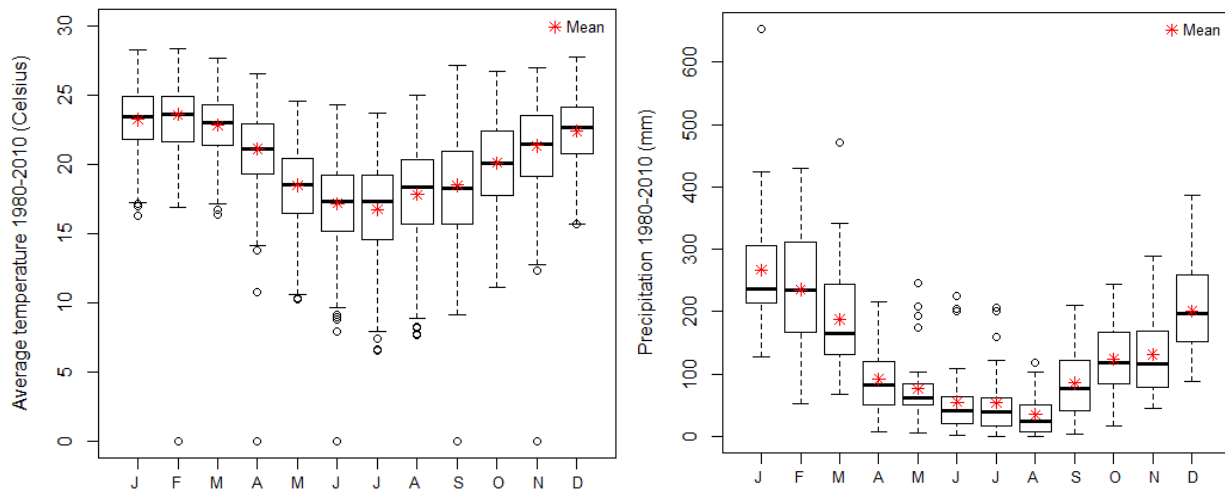 Average temperature 1980-2010 (Celsius)
30
25
20
15
10
5
0
Mean
J F M A M J J A S O N D
Precipitation 1980-2010 (mm)
600
500
400
300
200
100
0
Mean
J F M A M J J A S O N D